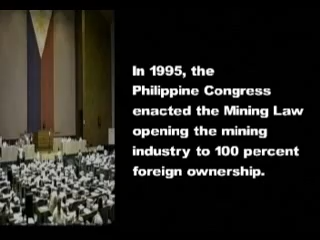 In 1995, the
Philippine Congress
enacted the Mining Law
opening the mining
industry to 100 percent
foreign ownership.